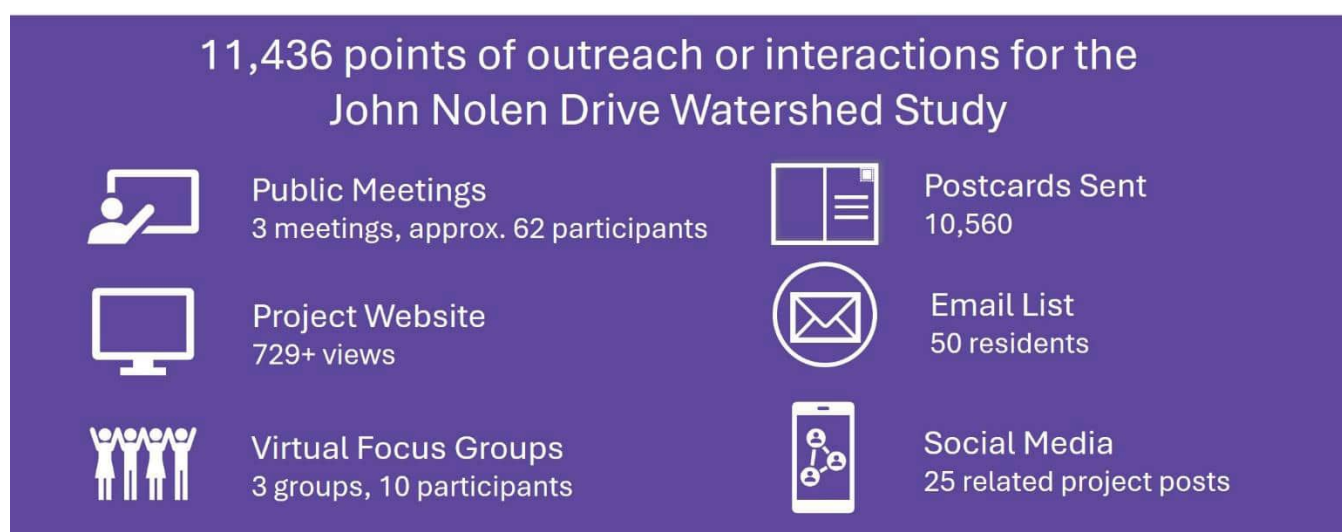 11,436 points of outreach or interactions for the
John Nolen Drive Watershed Study
Public Meetings
3 meetings, approx. 62 participants
Project Website
729+ views
Virtual Focus Groups
3 groups, 10 participants
Postcards Sent
10,560
Email List
50 residents
Social Media
25 related project posts